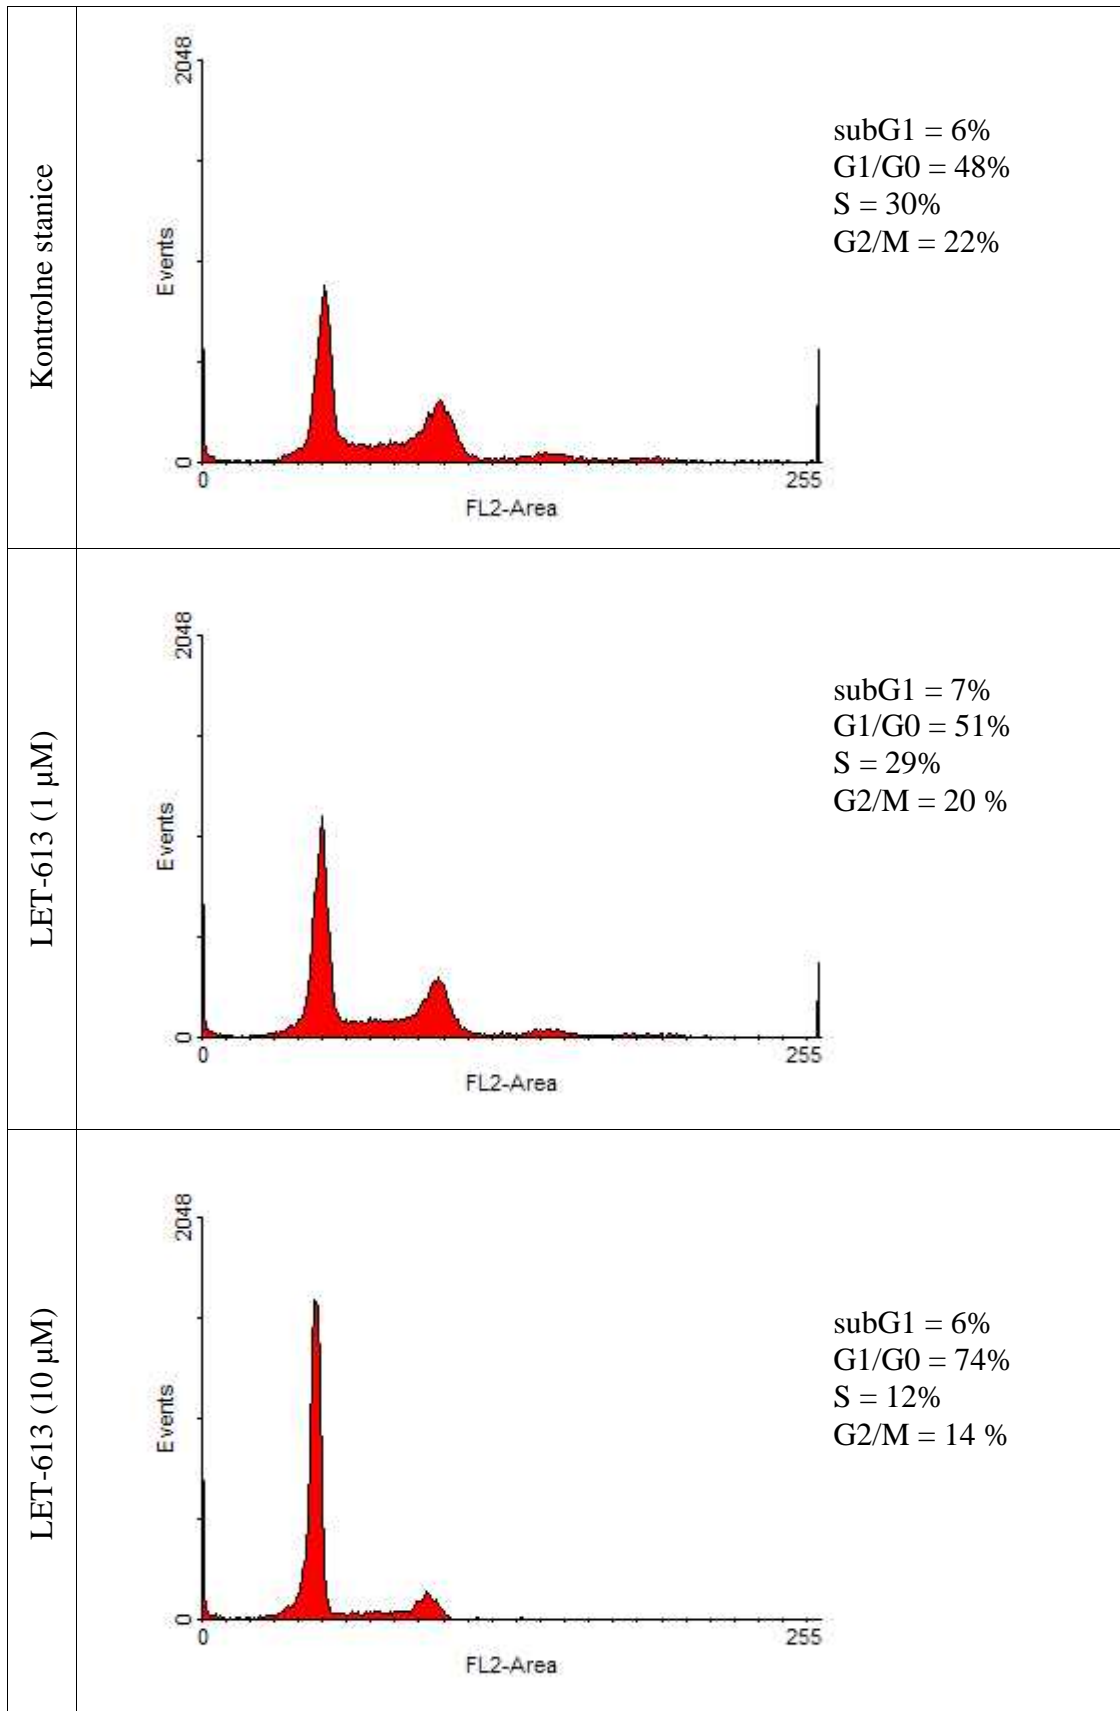 Kontrolne stanice
2048
Events
0
0
255
FL2-Area
subG1 = 6%
G1/G0 = 48%
S = 30%
G2/M = 22%
LET-613 (1 µM)
2048
Events
0
0
255
FL2-Area
subG1 = 7%
G1/G0 = 51%
S = 29%
G2/M = 20 %
LET-613 (10 µM)
2048
Events
0
0
255
FL2-Area
subG1 = 6%
G1/G0 = 74%
S = 12%
G2/M = 14 %